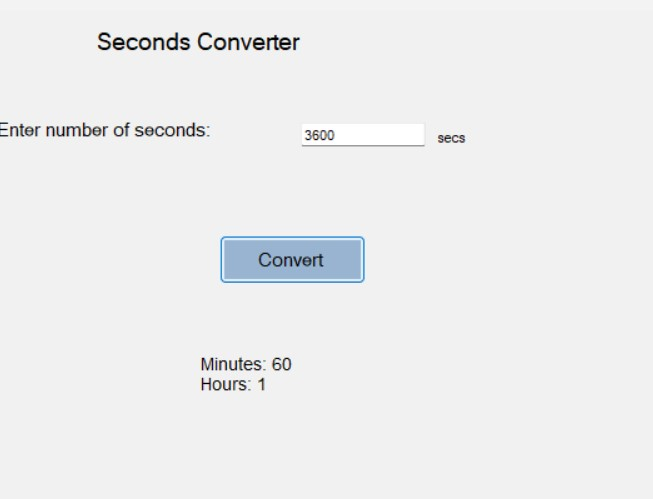 Seconds Converter
Enter number of seconds: 3600 secs
Convert
Minutes: 60
Hours: 1